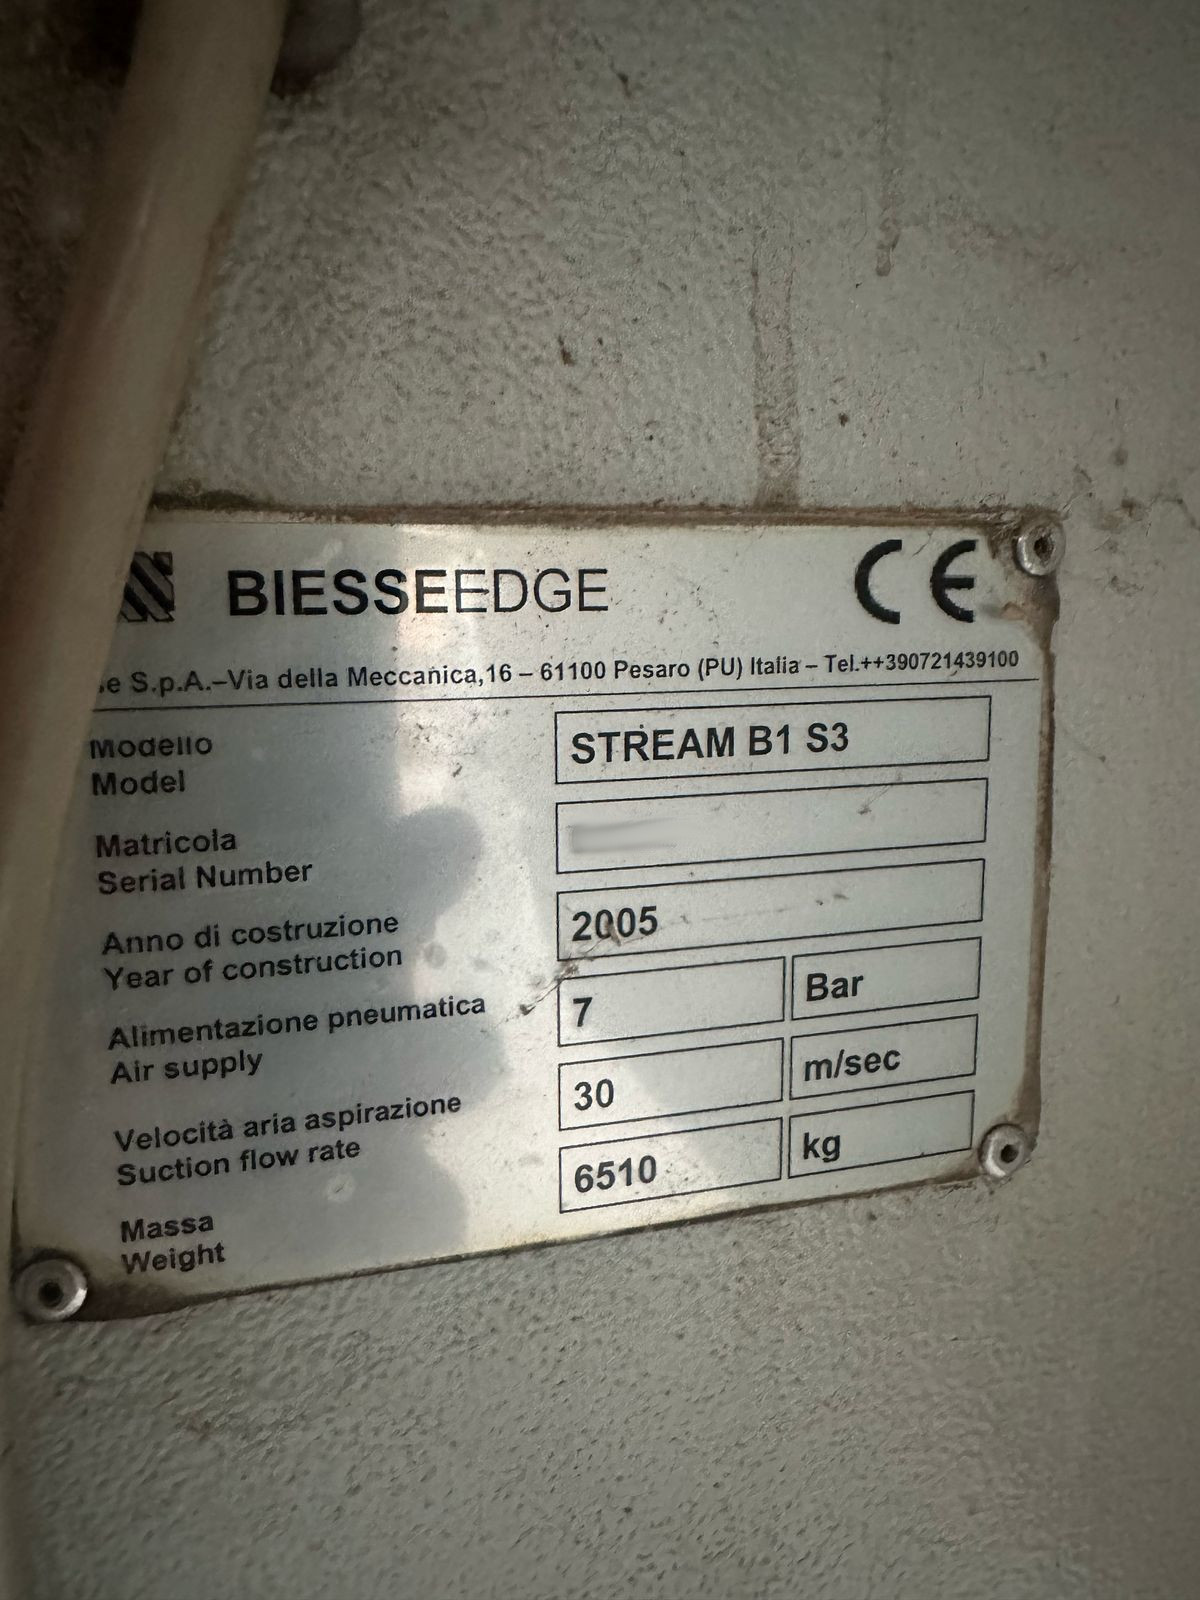 BIESSEEDGE CE
S.p.A.–Via della Meccanica,16 – 61100 Pesaro (PU) Italia – Tel.++390721439100
Modello
Model
STREAM B1 S3
Matricola
Serial Number
Anno di costruzione
Year of construction
2005
Alimentazione pneumatica
Air supply
7 Bar
Velocità aria aspirazione
Suction flow rate
30 m/sec
Massa
Weight
6510 kg